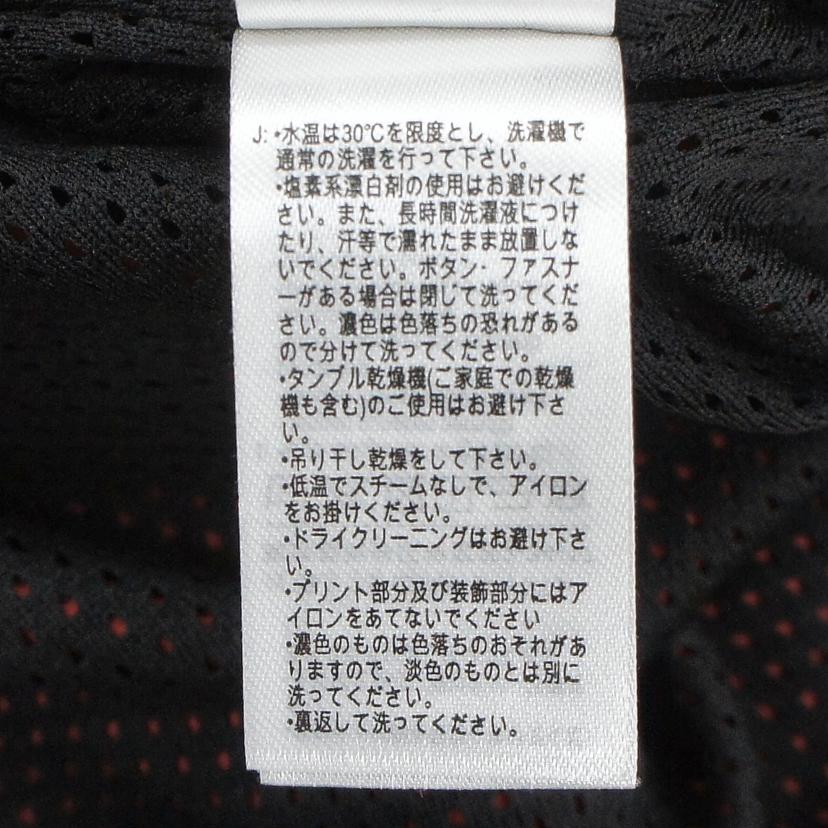 J: •水温は30℃を限度とし、洗濯機で
通常の洗濯を行って下さい。
•塩素系漂白剤の使用はお避けくだ
さい。また、長時間洗濯液につけ
たり、汗等で濡れたまま放置しな
いでください。ボタン・ファスナ
ーがある場合は閉じて洗ってくだ
さい。濃色は色落ちの恐れがある
ので分けて洗ってください。
•タンブル乾燥機(ご家庭での乾燥
機も含む)のご使用はお避け下さ
い。
•吊り干し乾燥をして下さい。
•低温でスチームなしで、アイロン
をお掛けください。
•ドライクリーニングはお避け下さ
い。
•プリント部分及び装飾部分にはア
イロンをあてないでください
•濃色のものは色落ちのおそれがあ
りますので、淡色のものとは別に
洗ってください。
•裏返して洗ってください。